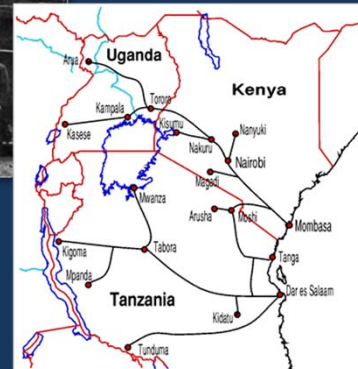 Uganda
Arua
Kenya
Torora
Kampala
Kisumu
Nanyuki
Kasese
Nakuru
Nairobi
Magadi
Mwanza
Arusha
Moshi
Mombasa
Kigoma
Tabora
Tanga
Mpanda
Dar es Salaam
Tanzania
Kidatu
Tunduma